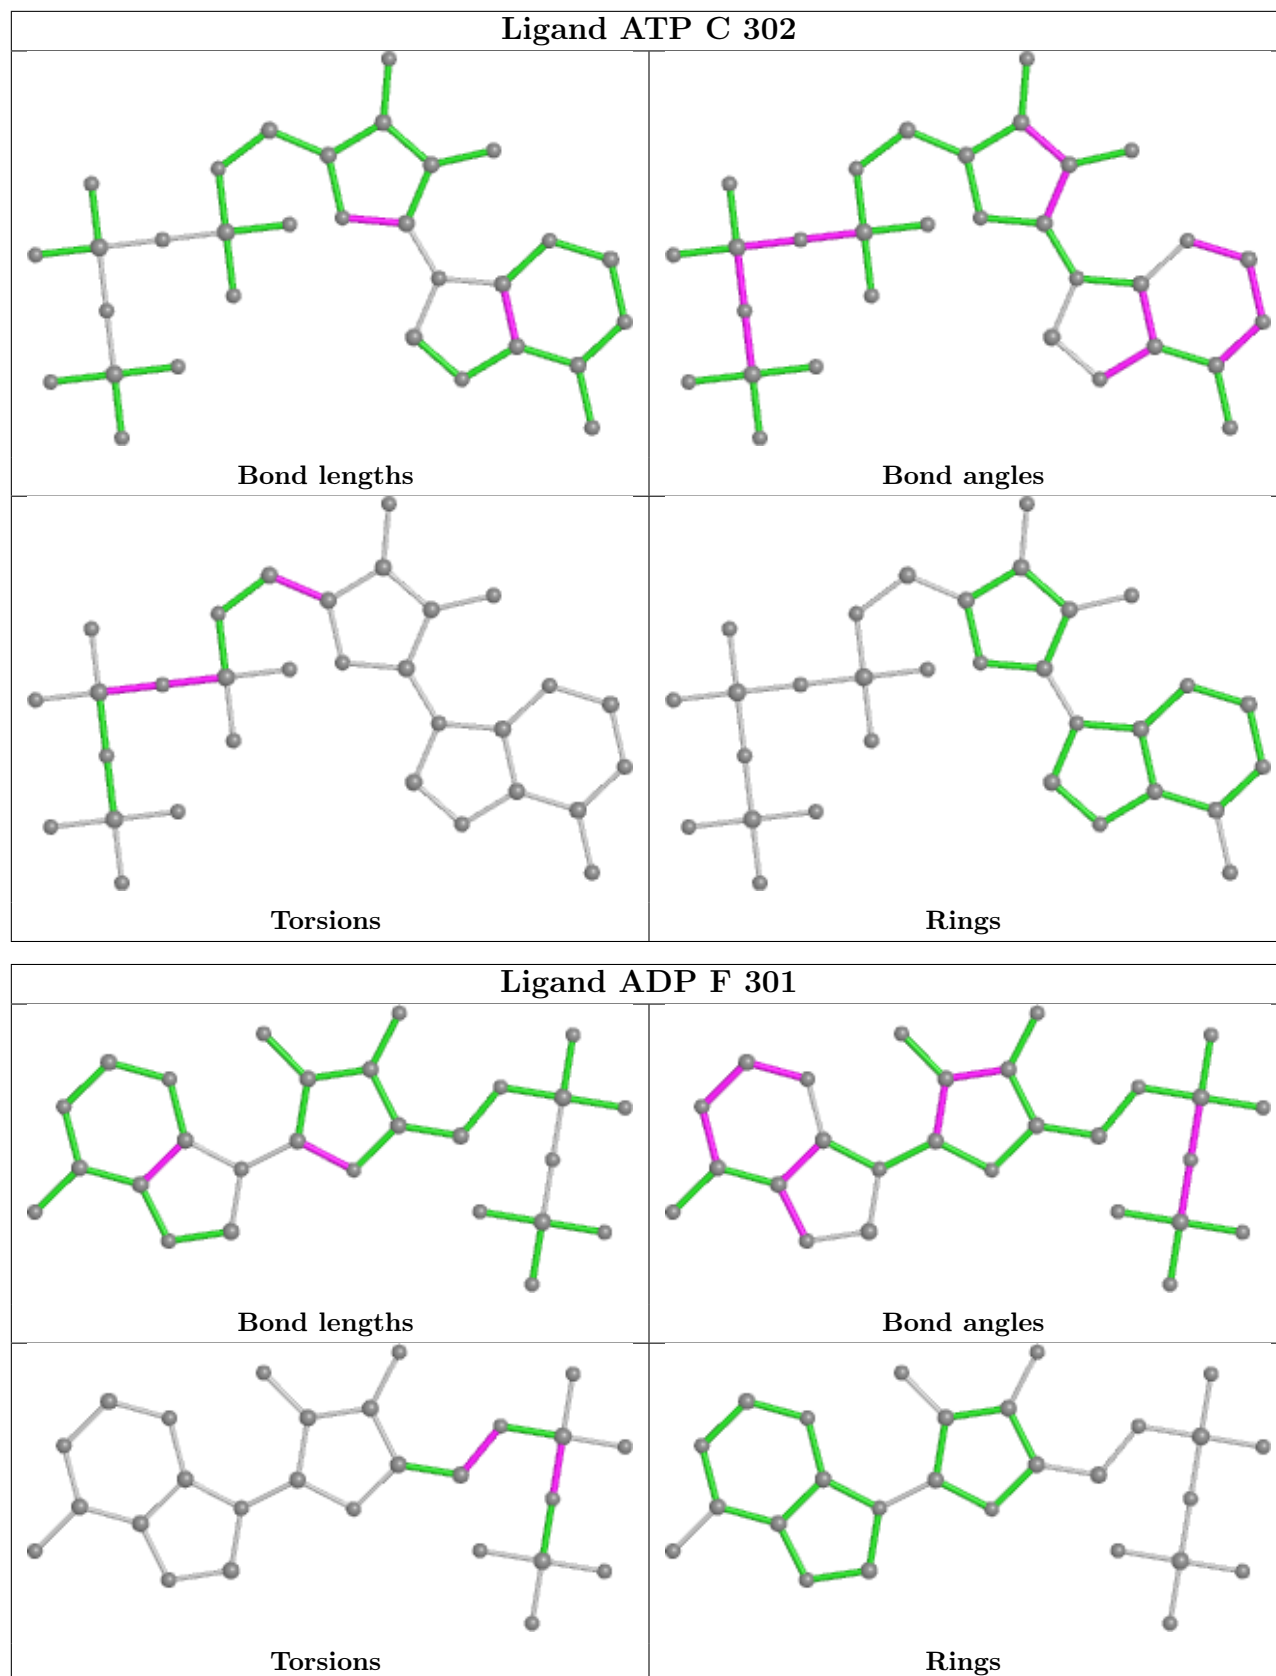 Ligand ATP C 302
Bond lengths
Bond angles
Torsions
Rings
Ligand ADP F 301
Bond lengths
Bond angles
Torsions
Rings